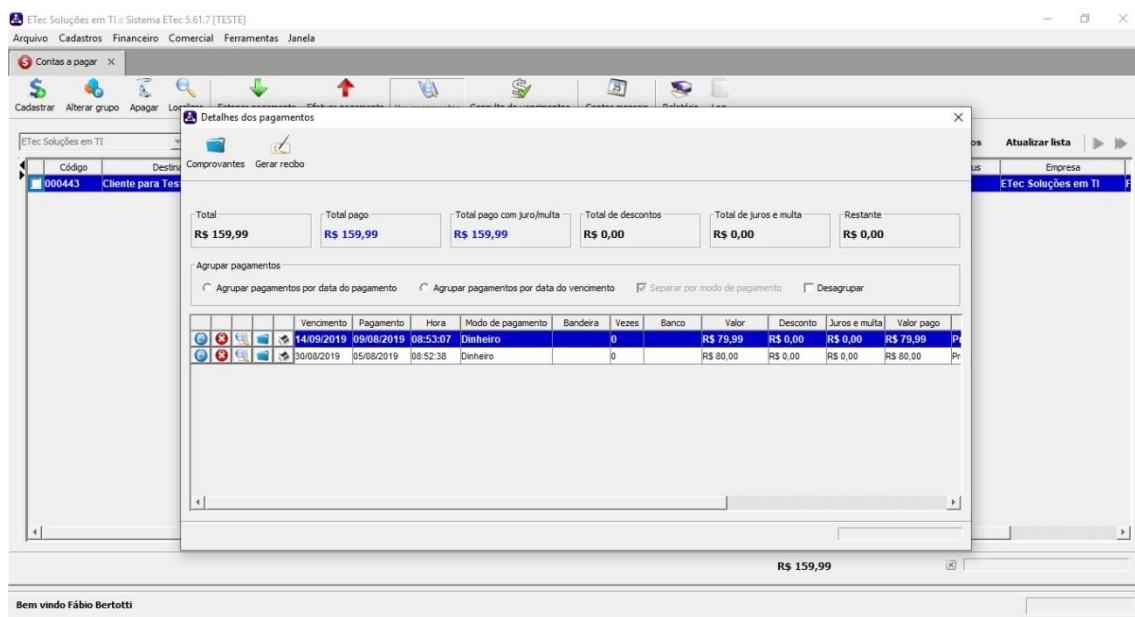 ETec Soluções em TI :: Sistema ETec 5.61.7 [TESTE]
Arquivo Cadastros Financeiro Comercial Ferramentas Janela
Contas a pagar
Cadastrar Alterar grupo Apagar
Detalhes dos pagamentos
ETec Soluções em TI
Comprovantes Gerar recibo
Atualizar lista
Código
Empresa
000443 Cliente para Tes
ETec Soluções em TI
Total Total pago Total pago com juro/multa Total de descontos Total de juros e multa Restante
R$ 159,99 R$ 159,99 R$ 159,99 R$ 0,00 R$ 0,00 R$ 0,00
Agrupar pagamentos
Agrupar pagamentos por data do pagamento Agrupar pagamentos por data do vencimento Separar por modo de pagamento Desagrupar
Vencimento Pagamento Hora Modo de pagamento Bandeira Vezes Banco Valor Desconto Juros e multa Valor pago
14/09/2019 09/08/2019 08:53:07 Dinheiro 0 R$ 79,99 R$ 0,00 R$ 0,00 R$ 79,99
30/08/2019 05/08/2019 08:52:38 Dinheiro 0 R$ 80,00 R$ 0,00 R$ 0,00 R$ 80,00
R$ 159,99
Bem vindo Fábio Bertotti